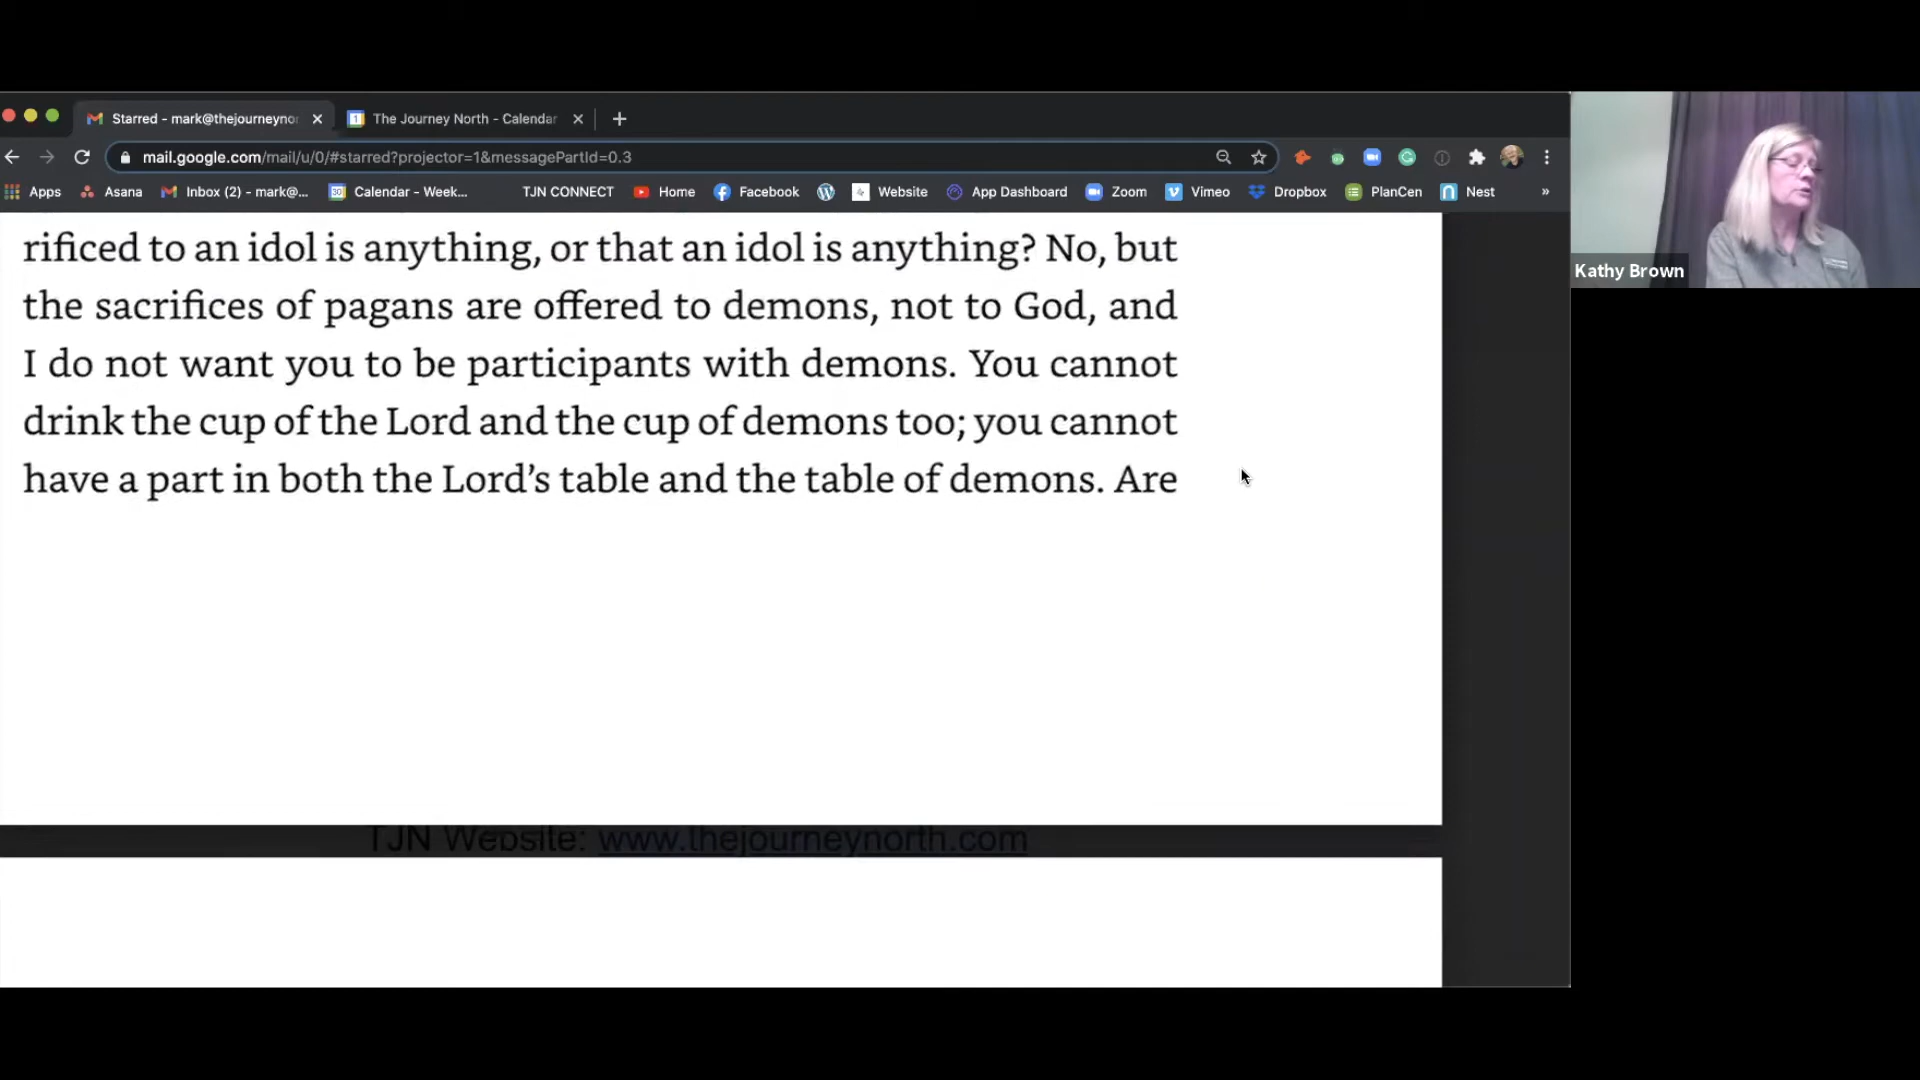 Starred - mark@thejourneyno
The Journey North - Calendar
mail.google.com/mail/u/0/#starred?projector=1&messagePartId=0.3
Apps Asana Inbox (2) - mark@... Calendar - Week... TJN CONNECT Home Facebook Website App Dashboard Zoom Vimeo Dropbox PlanCen Nest »
rificed to an idol is anything, or that an idol is anything? No, but
the sacrifices of pagans are offered to demons, not to God, and
I do not want you to be participants with demons. You cannot
drink the cup of the Lord and the cup of demons too; you cannot
have a part in both the Lord’s table and the table of demons. Are
TJN Website: www.thejourneynorth.com
Kathy Brown